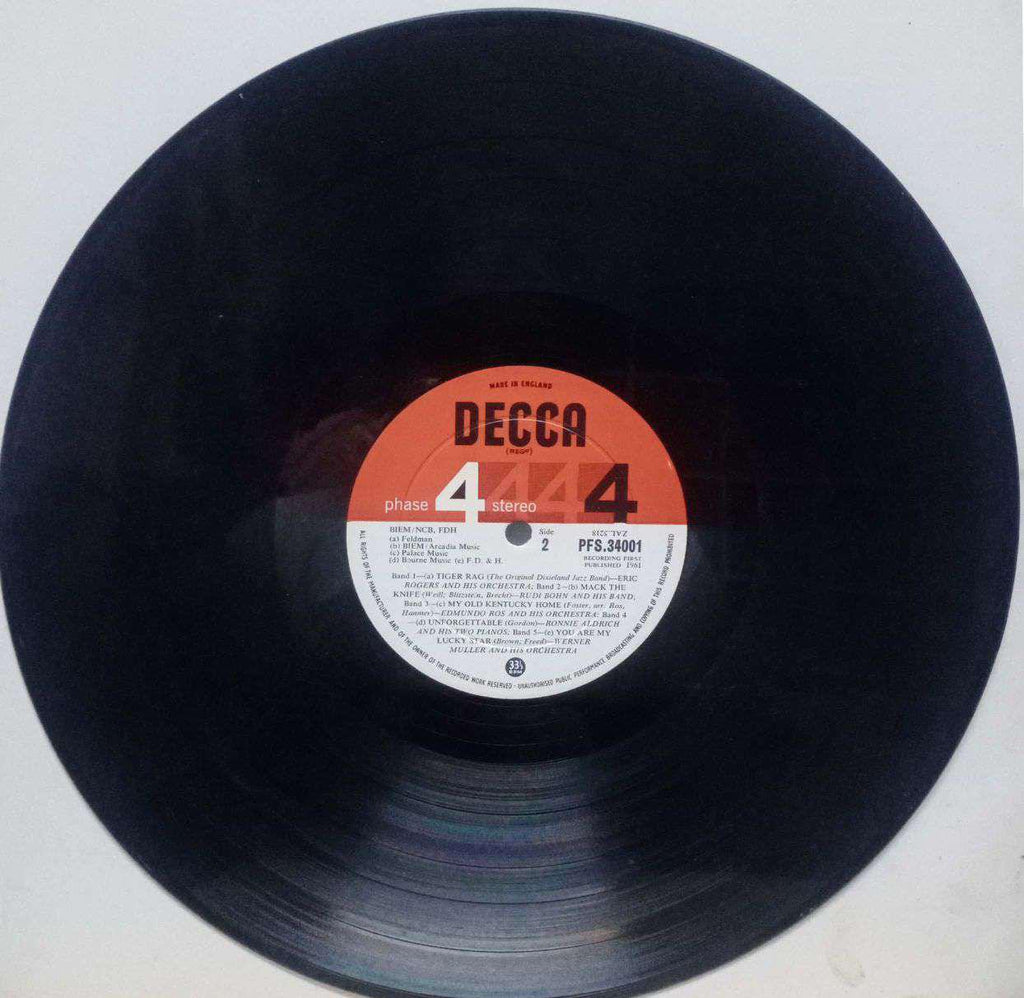 MADE IN ENGLAND
DECCA
(REGD)
phase 4 stereo 4 4 4
BIEM/NCB, FDH
(a) Feldman
(b) BIEM/Arcadia Music
(c) Palace Music
(d) Bourne Music (e) F.D. & H.
Side
2
ZAL 5218
PFS.34001
RECORDING FIRST
PUBLISHED 1961
Band 1—(a) TIGER RAG (The Original Dixieland Jazz Band)—ERIC
ROGERS AND HIS ORCHESTRA; Band 2—(b) MACK THE
KNIFE (Weill; Blitzstein, Brecht)—RUDI BOHN AND HIS BAND;
Band 3—(c) MY OLD KENTUCKY HOME (Foster, arr. Ros,
Hanmer)—EDMUNDO ROS AND HIS ORCHESTRA; Band 4
—(d) UNFORGETTABLE (Gordon)—RONNIE ALDRICH
AND HIS TWO PIANOS; Band 5—(e) YOU ARE MY
LUCKY STAR (Brown; Freed)—WERNER
MULLER AND HIS ORCHESTRA
33⅓
ALL RIGHTS OF THE MANUFACTURER AND OF THE OWNER OF THE RECORDED WORK RESERVED · UNAUTHORISED PUBLIC PERFORMANCE BROADCASTING AND COPYING OF THIS RECORD PROHIBITED